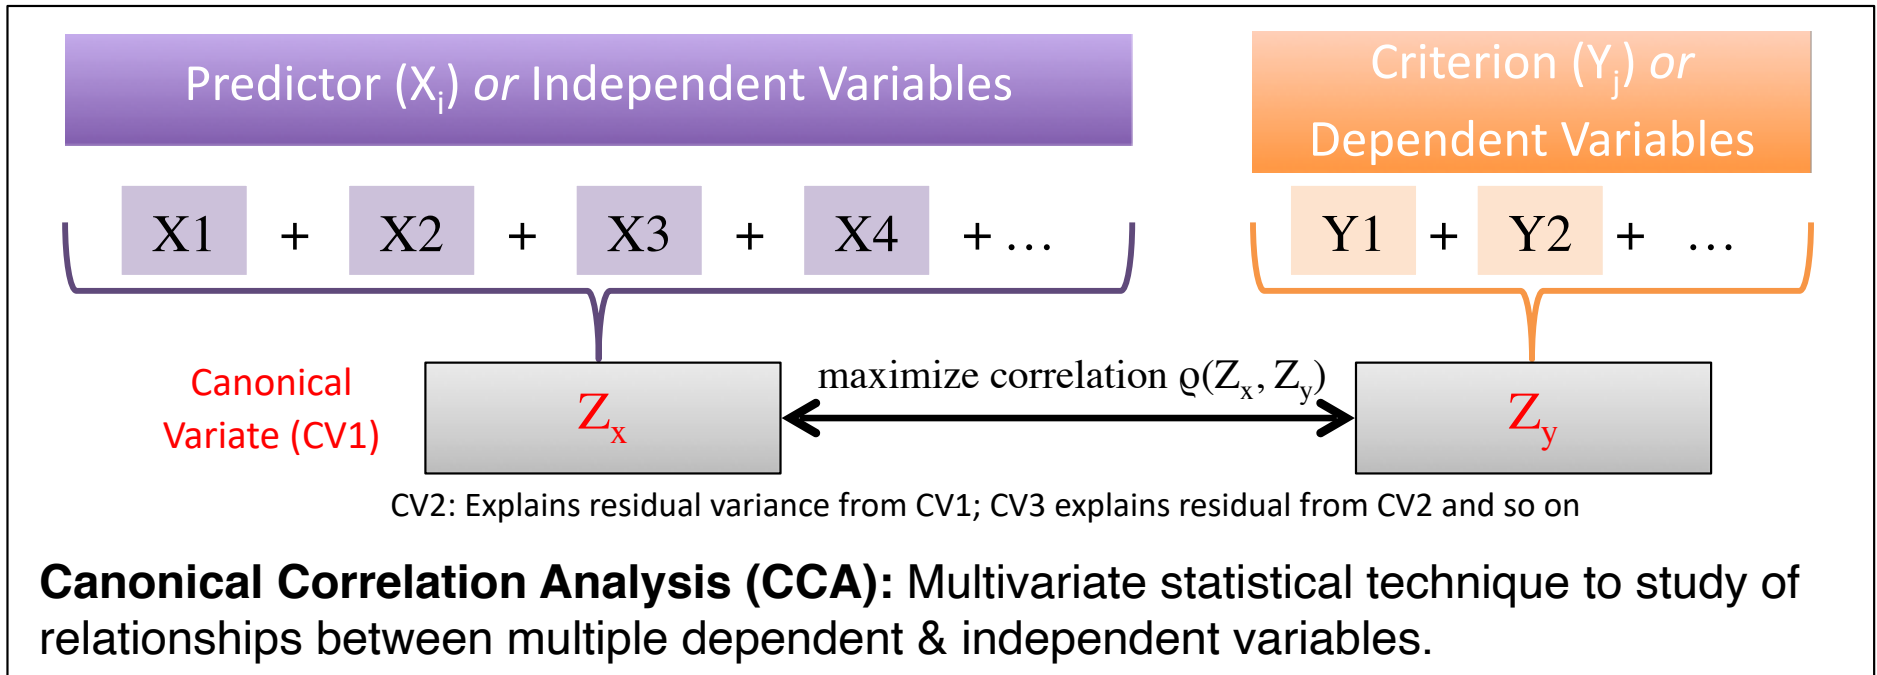 Predictor (Xi) or Independent Variables
Criterion (Yj) or
Dependent Variables
X1 + X2 + X3 + X4 + ...
Y1 + Y2 + ...
Canonical
Variate (CV1)
Zx
maximize correlation ϱ(Zx, Zy)
Zy
CV2: Explains residual variance from CV1; CV3 explains residual from CV2 and so on
Canonical Correlation Analysis (CCA): Multivariate statistical technique to study of
relationships between multiple dependent & independent variables.